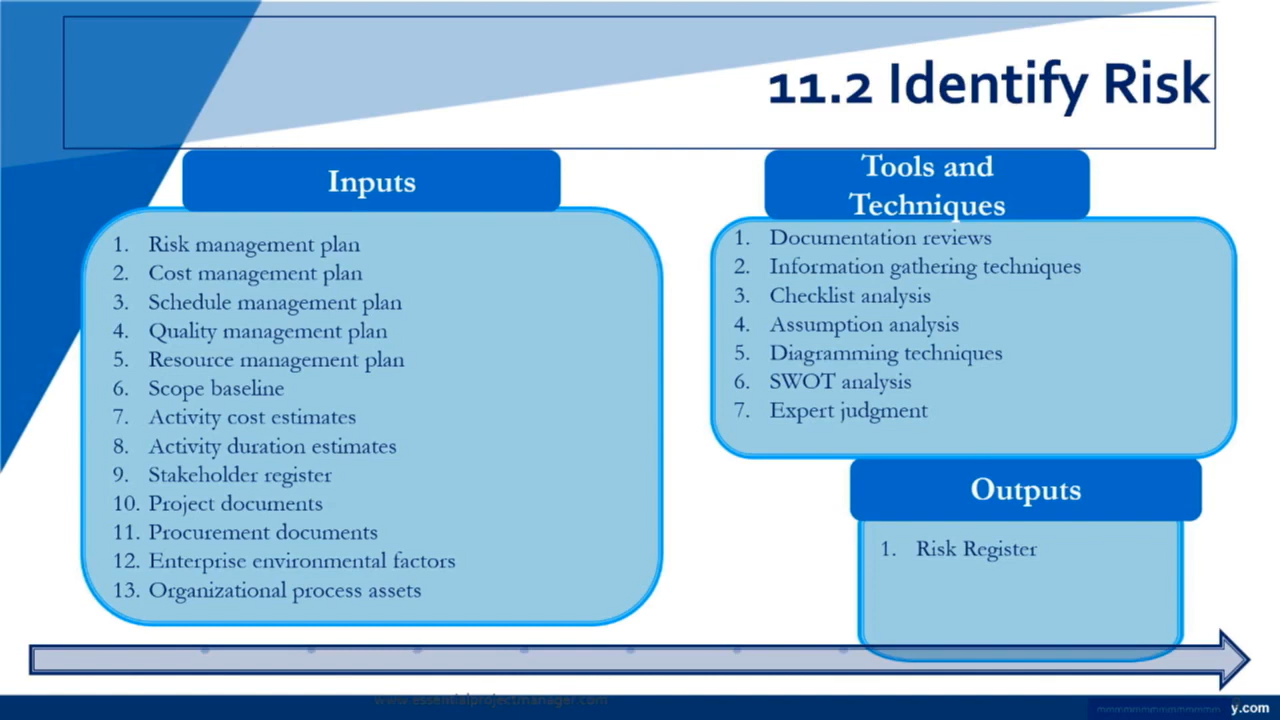 11.2 Identify Risk
Inputs
1. Risk management plan
2. Cost management plan
3. Schedule management plan
4. Quality management plan
5. Resource management plan
6. Scope baseline
7. Activity cost estimates
8. Activity duration estimates
9. Stakeholder register
10. Project documents
11. Procurement documents
12. Enterprise environmental factors
13. Organizational process assets
Tools and
Techniques
1. Documentation reviews
2. Information gathering techniques
3. Checklist analysis
4. Assumption analysis
5. Diagramming techniques
6. SWOT analysis
7. Expert judgment
Outputs
1. Risk Register
www.essentialprojectmanager.com
y.com